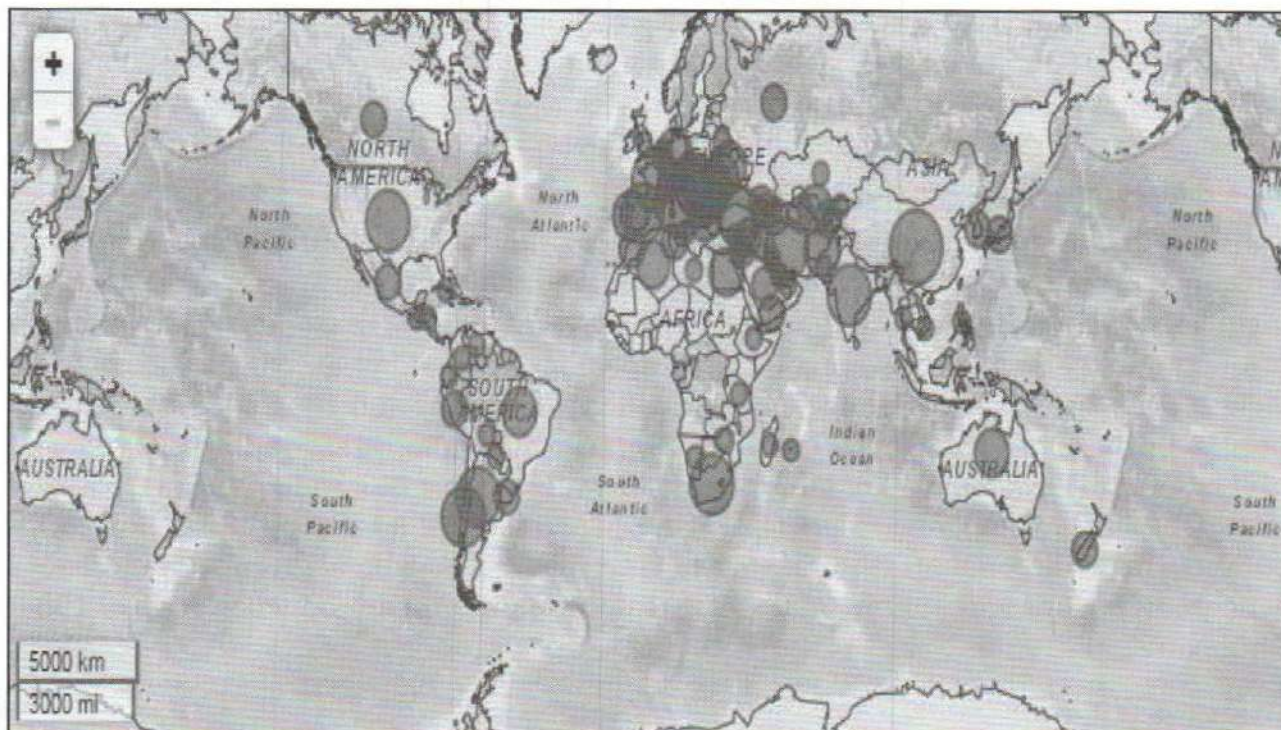 +
−
NORTH
AMERICA
ASIA
North
Pacific
North
Atlantic
North
Pacific
AFRICA
SOUTH
AMERICA
Indian
Ocean
AUSTRALIA
AUSTRALIA
South
Pacific
South
Atlantic
South
Pacific
5000 km
3000 mi